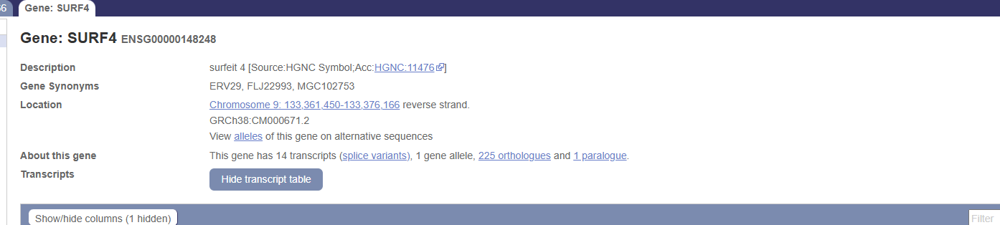 6 Gene: SURF4
Gene: SURF4 ENSG00000148248
Description surfeit 4 [Source:HGNC Symbol;Acc:HGNC:11476]
Gene Synonyms ERV29, FLJ22993, MGC102753
Location Chromosome 9: 133,361,450-133,376,166 reverse strand.
GRCh38:CM000671.2
View alleles of this gene on alternative sequences
About this gene This gene has 14 transcripts (splice variants), 1 gene allele, 225 orthologues and 1 paralogue.
Transcripts Hide transcript table
Show/hide columns (1 hidden) Filter